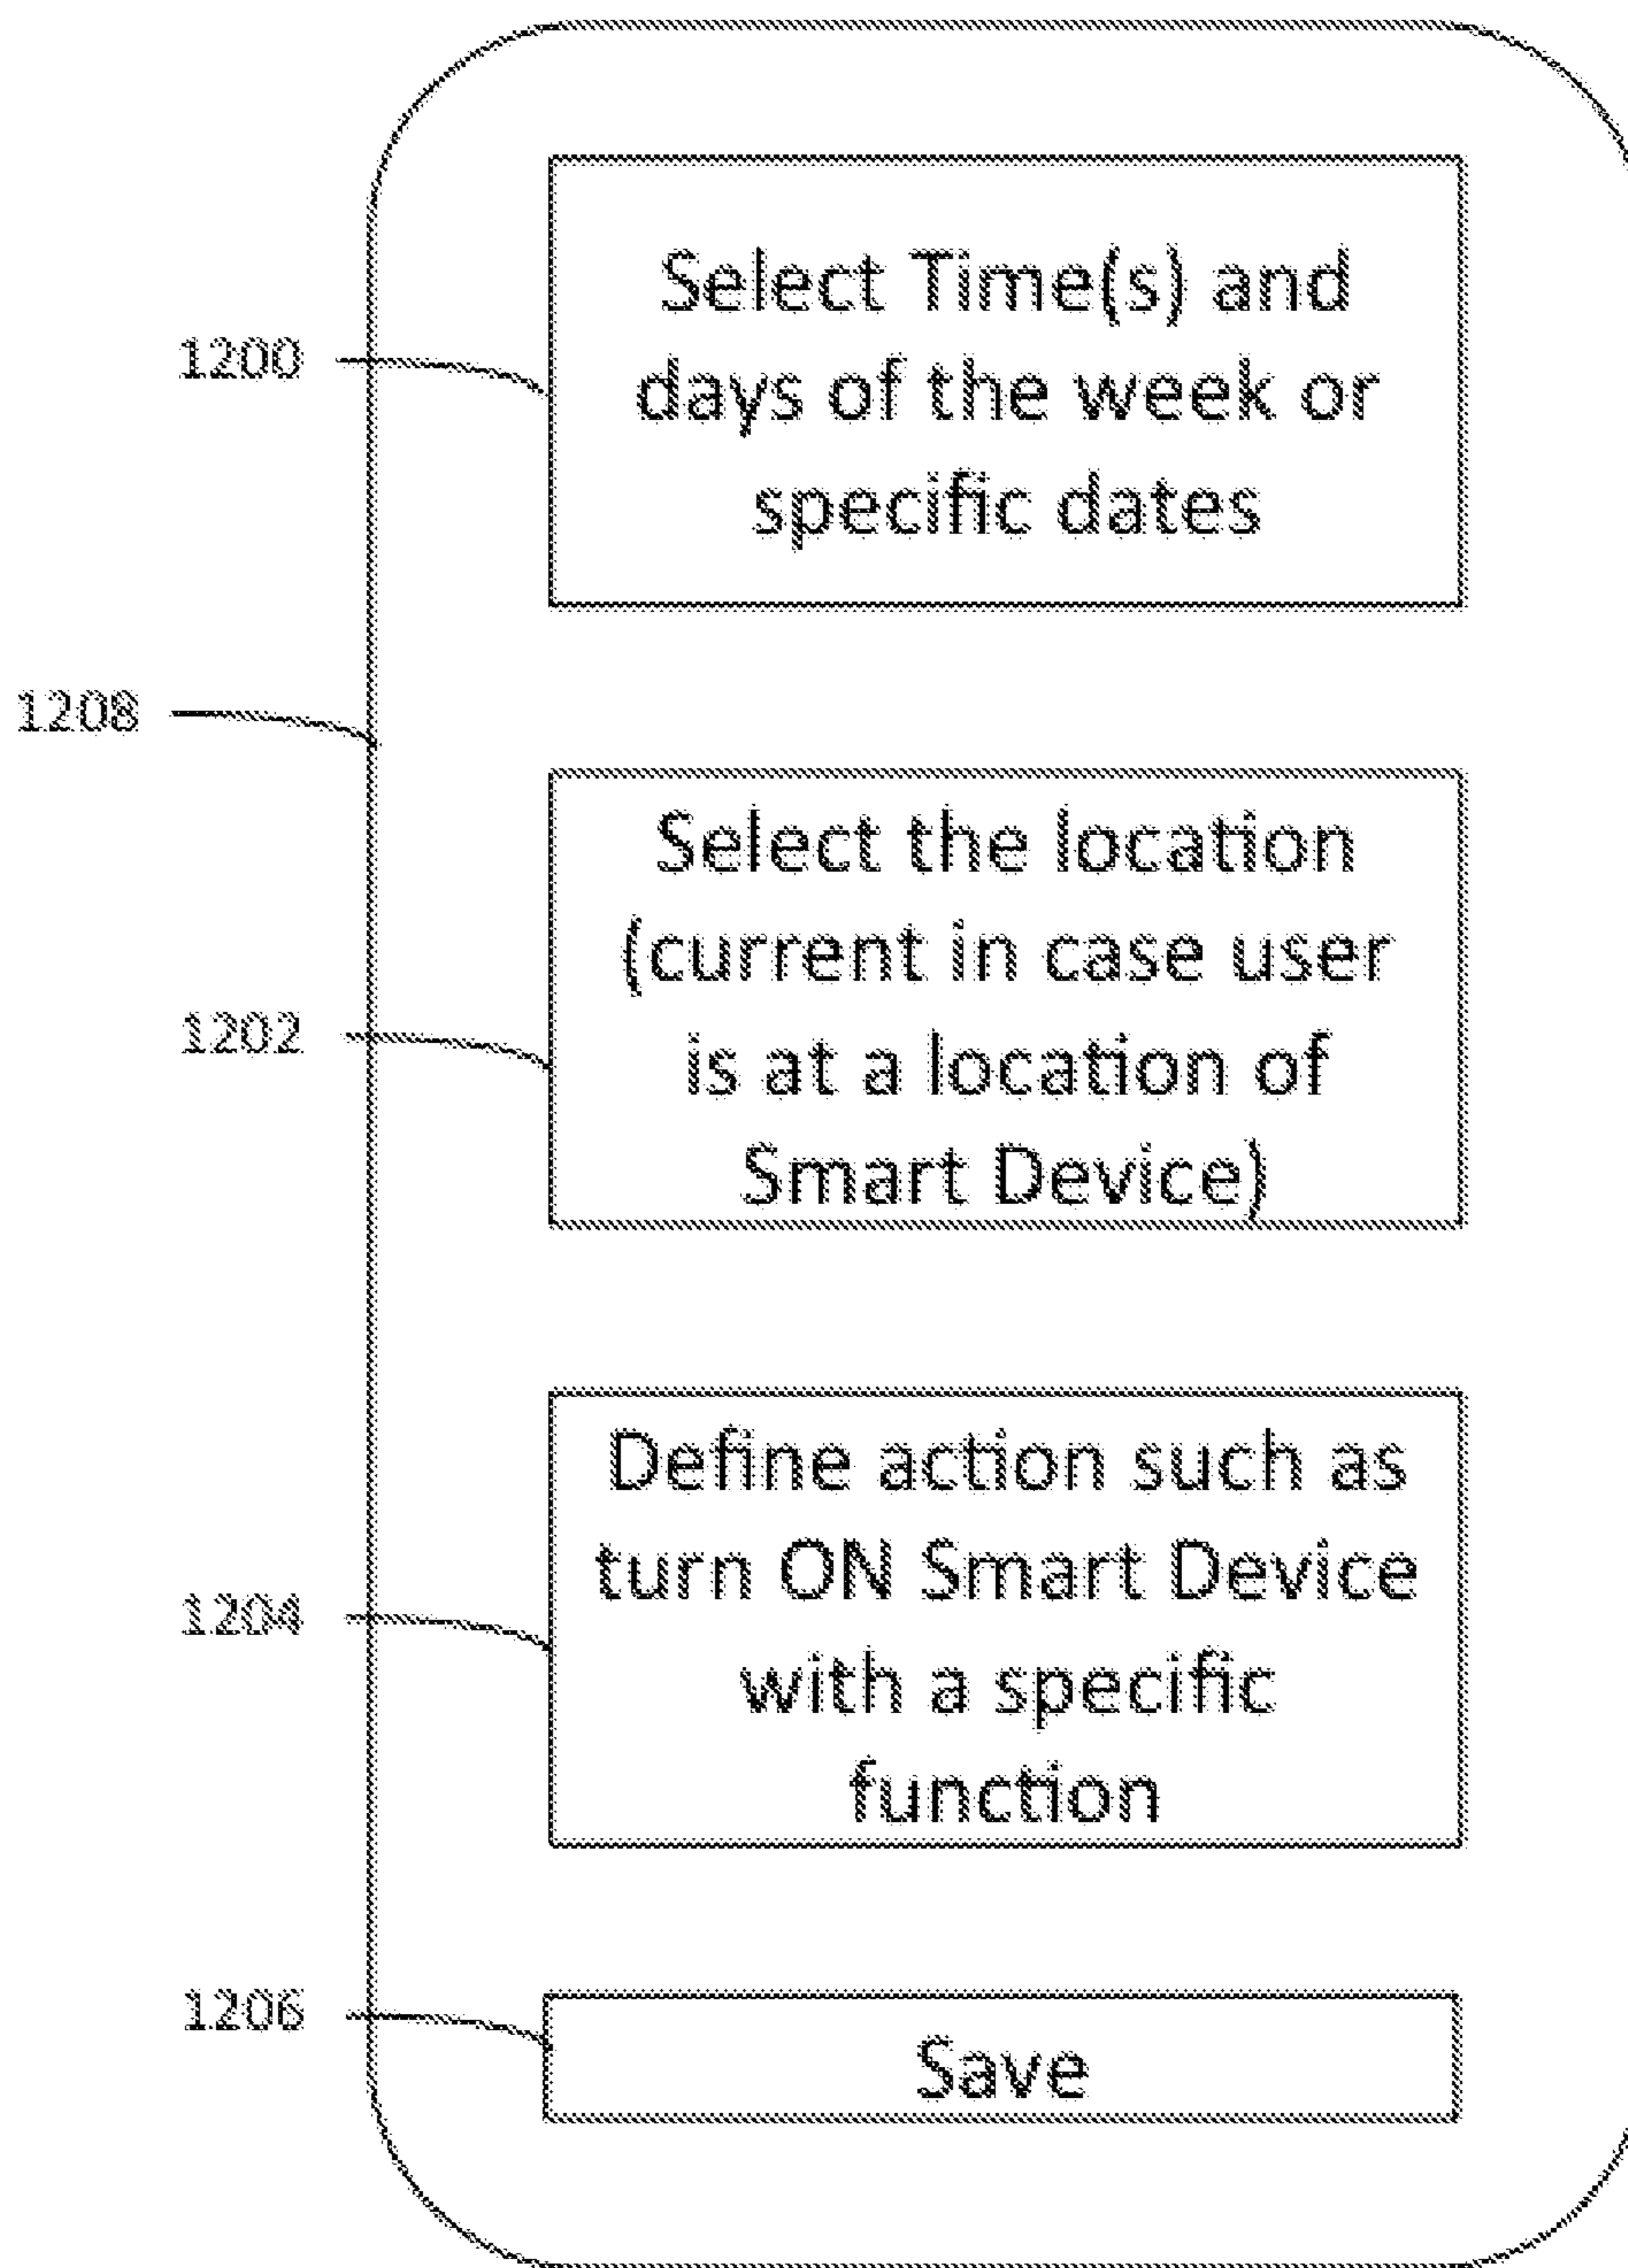 Select Time(s) and
1200
days of the week or
specific dates
1208
Select the location
(current in case user
1202
is at a location of
Smart Device)
Define action such as
turn ON Smart Device
1204
with a specific
function
1206
Save